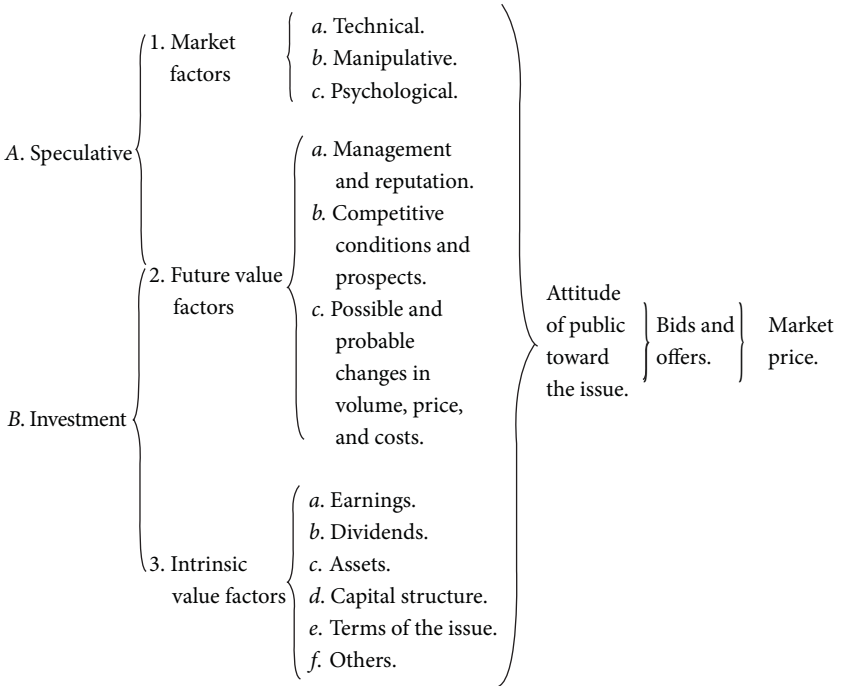 A. Speculative
1. Market
factors
a. Technical.
b. Manipulative.
c. Psychological.
2. Future value
factors
a. Management
and reputation.
b. Competitive
conditions and
prospects.
c. Possible and
probable
changes in
volume, price,
and costs.
B. Investment
3. Intrinsic
value factors
a. Earnings.
b. Dividends.
c. Assets.
d. Capital structure.
e. Terms of the issue.
f. Others.
Attitude
of public
toward
the issue.
Bids and
offers.
Market
price.